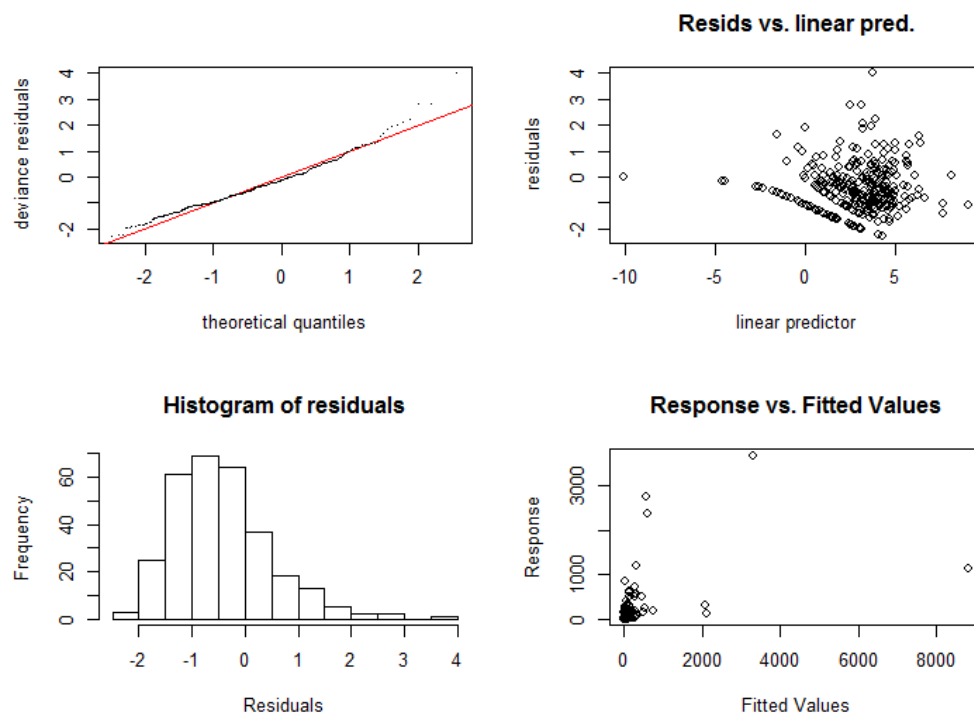 deviance residuals
4
3
2
1
0
-2
-2 -1 0 1 2
theoretical quantiles
Resids vs. linear pred.
residuals
4
3
2
1
0
-2
-10 -5 0 5
linear predictor
Histogram of residuals
Frequency
60
40
20
0
-2 -1 0 1 2 3 4
Residuals
Response vs. Fitted Values
Response
3000
1000
0
0 2000 4000 6000 8000
Fitted Values